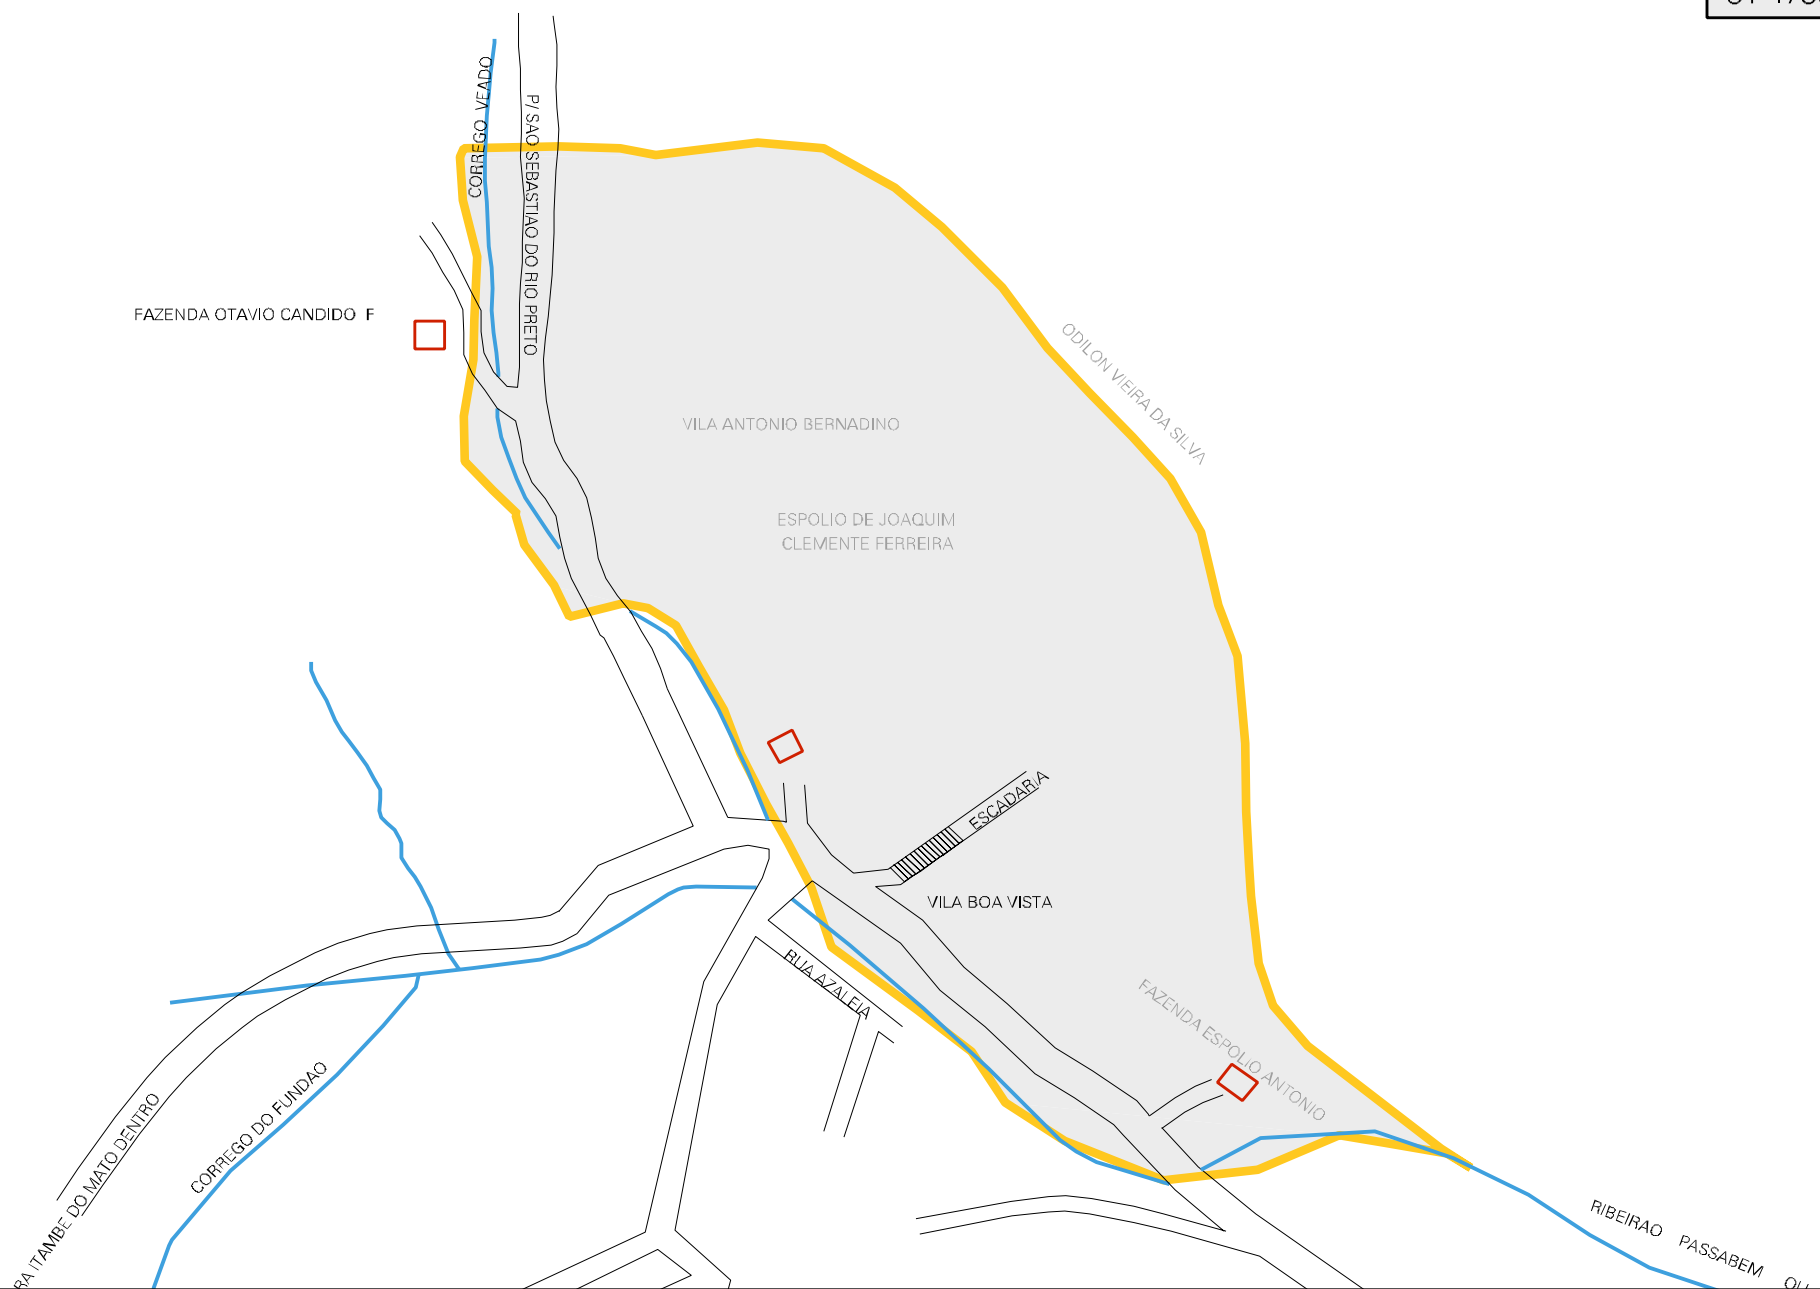 CORREGO VEADO
P/ SAO SEBASTIAO DO RIO PRETO
FAZENDA OTAVIO CANDIDO F
ODILON VIEIRA DA SILVA
VILA ANTONIO BERNADINO
ESPOLIO DE JOAQUIM
CLEMENTE FERREIRA
ESCADARIA
VILA BOA VISTA
RUA AZALEIA
FAZENDA ESPOLIO ANTONIO
CORREGO DO FUNDAO
RA ITAMBE DO MATO DENTRO
RIBEIRAO PASSABEM